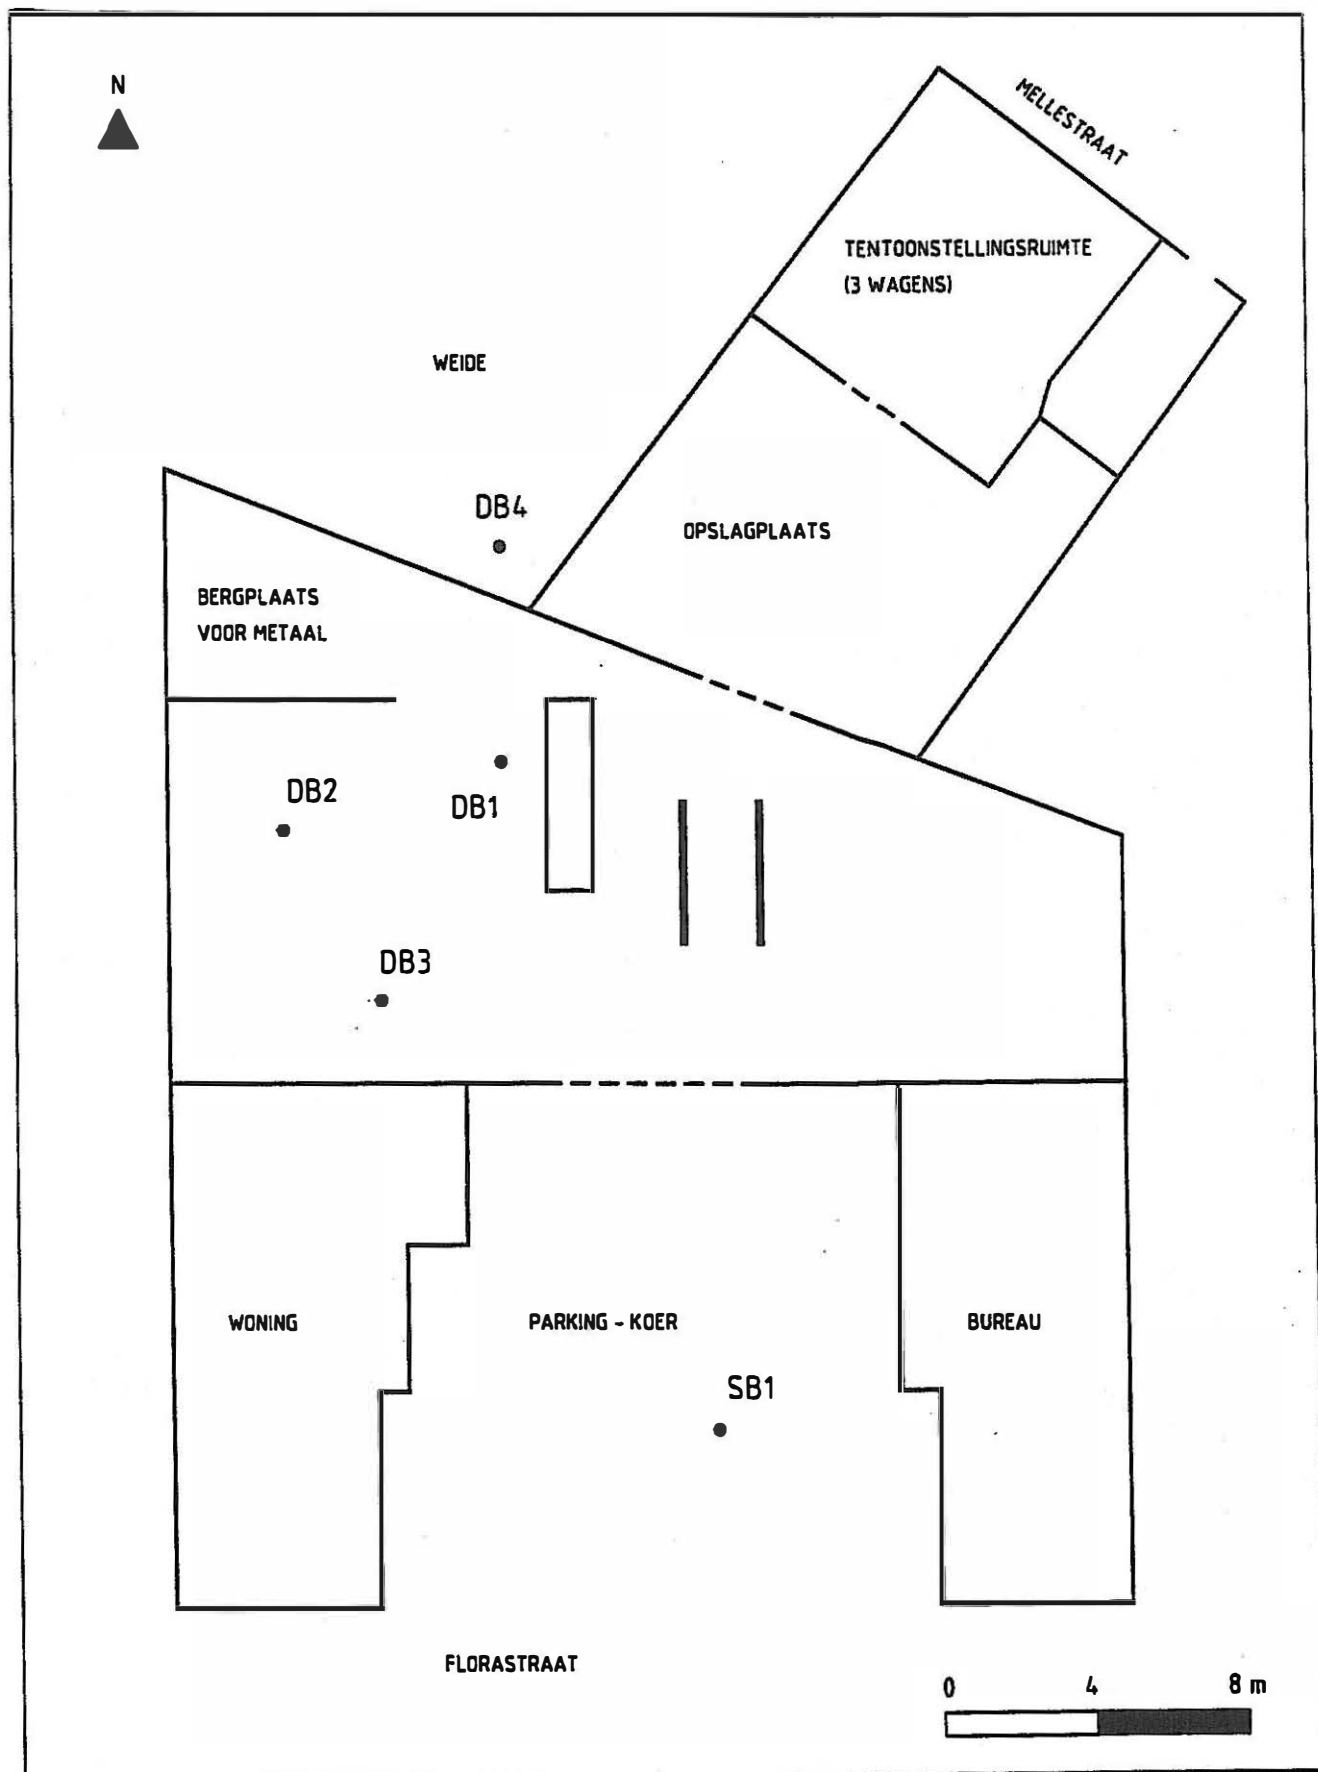 N
MELLESTRAAT
TENTOONSTELLINGSRUIMTE
(3 WAGENS)
WEIDE
DB4
OPSLAGPLAATS
BERGPLAATS
VOOR METAAL
DB2
DB1
DB3
WONING
PARKING - KOER
BUREAU
SB1
FLORASTRAAT
0 4 8 m